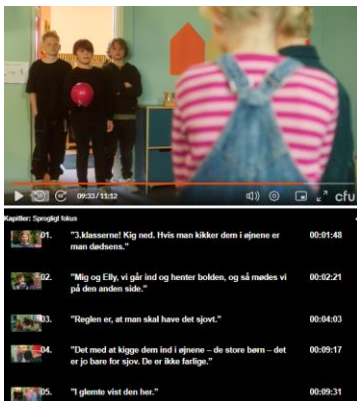 09:33 / 11:12
cfu
Kapitler: Sprogligt fokus
01. "3.klasserne! Kig ned. Hvis man kikker dem i øjnene er 00:01:48
man dødsens."
02. "Mig og Elly, vi går ind og henter bolden, og så mødes vi 00:02:21
på den anden side."
03. "Reglen er, at man skal have det sjovt." 00:04:03
04. "Det med at kigge dem ind i øjnene – de store børn – det 00:09:17
er jo bare for sjov. De er ikke farlige."
05. "I glemte vist den her." 00:09:31